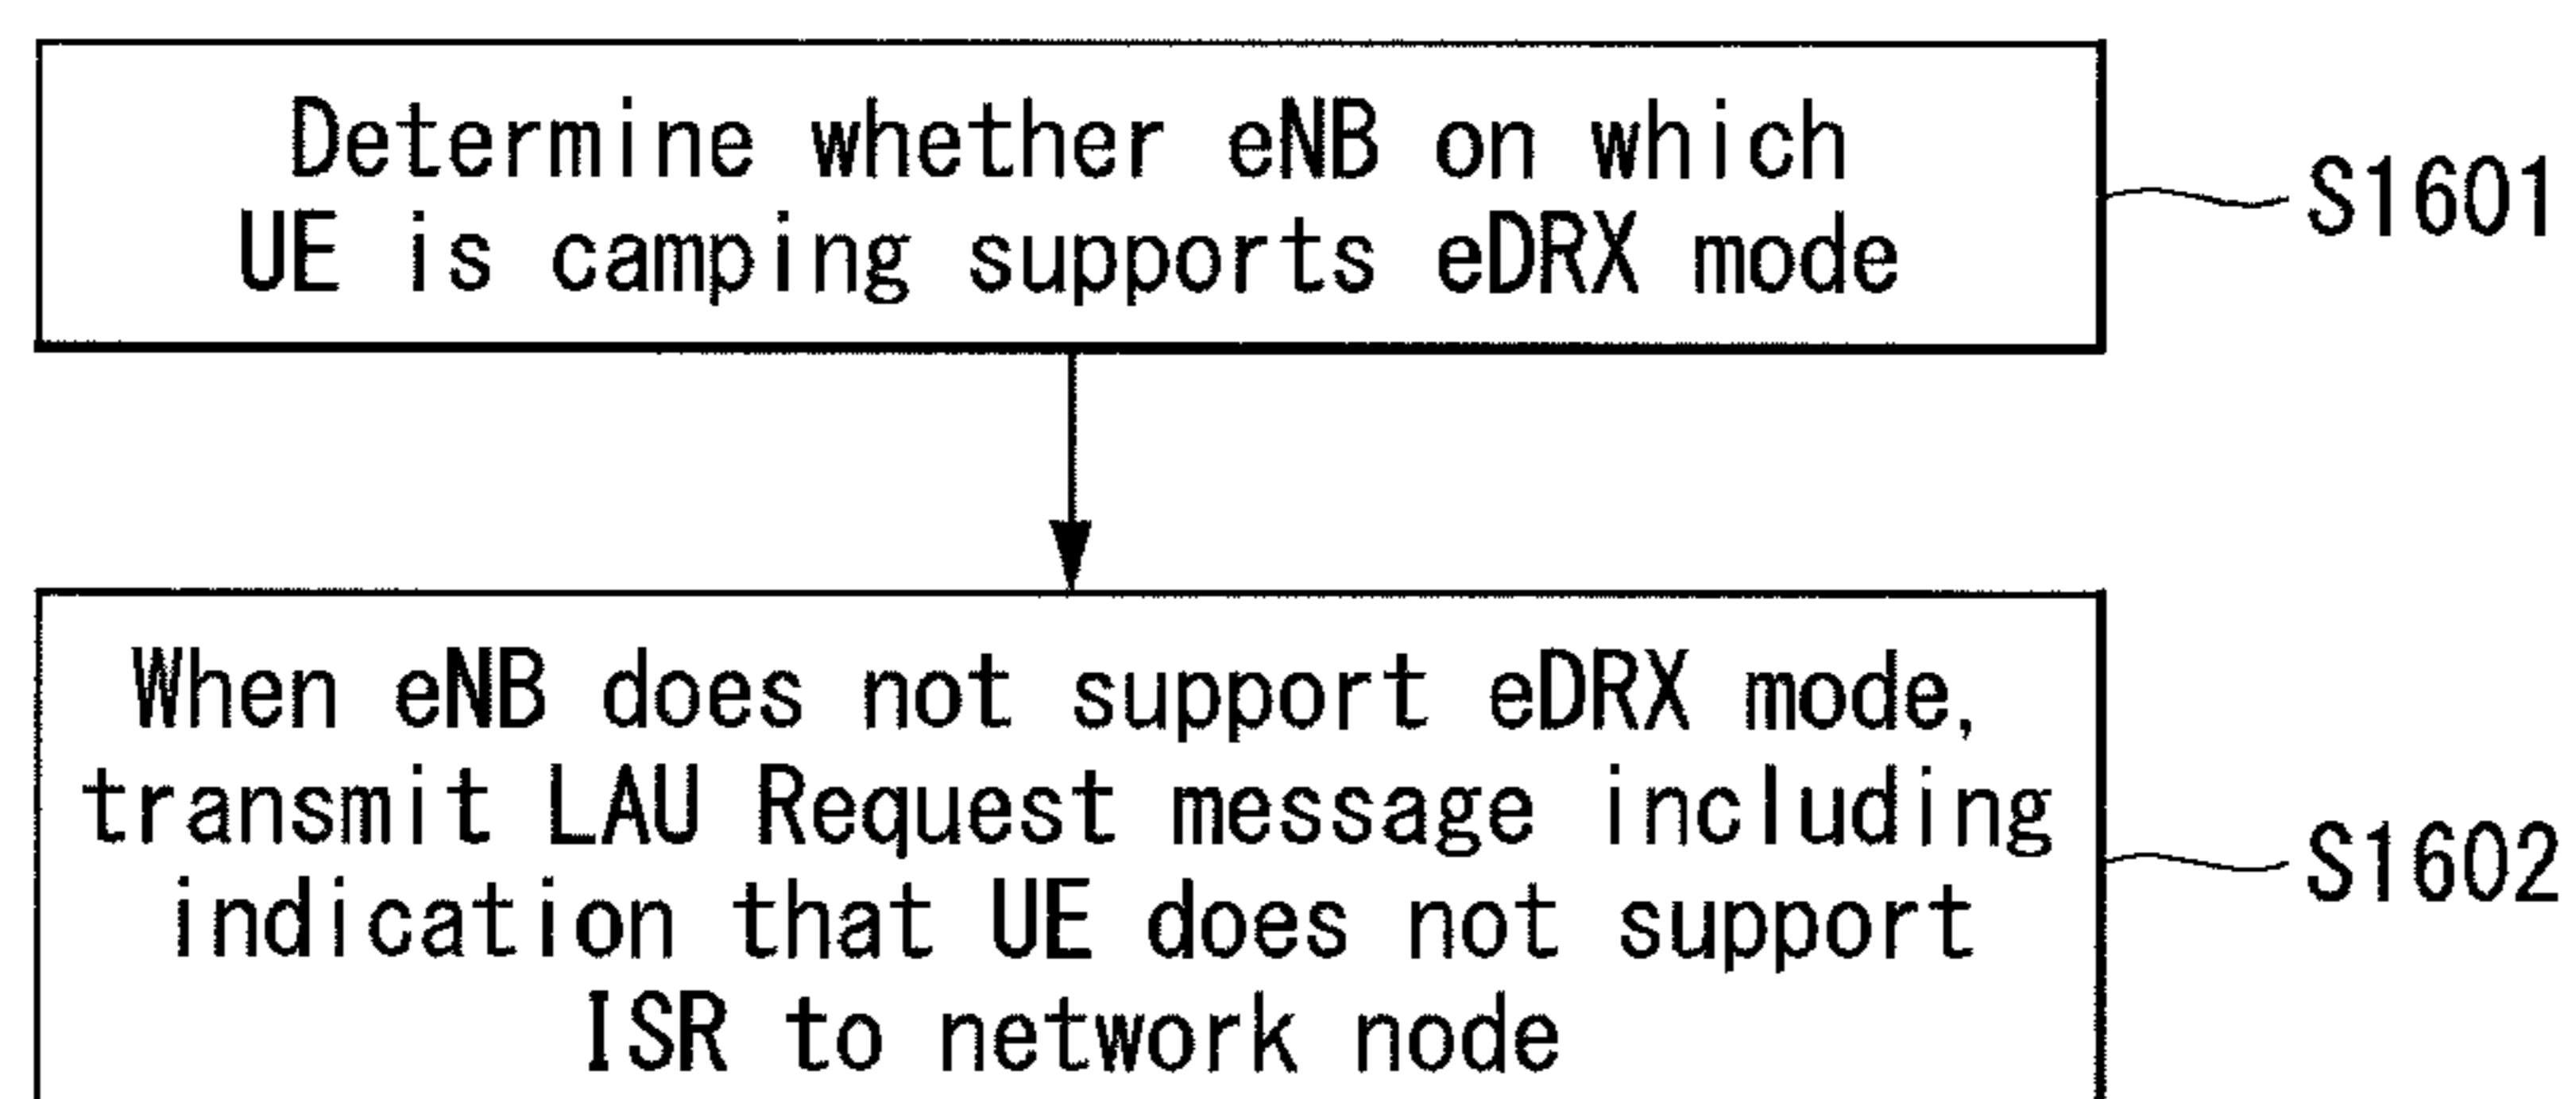 Determine whether eNB on which
UE is camping supports eDRX mode
S1601
When eNB does not support eDRX mode,
transmit LAU Request message including
indication that UE does not support
ISR to network node
S1602